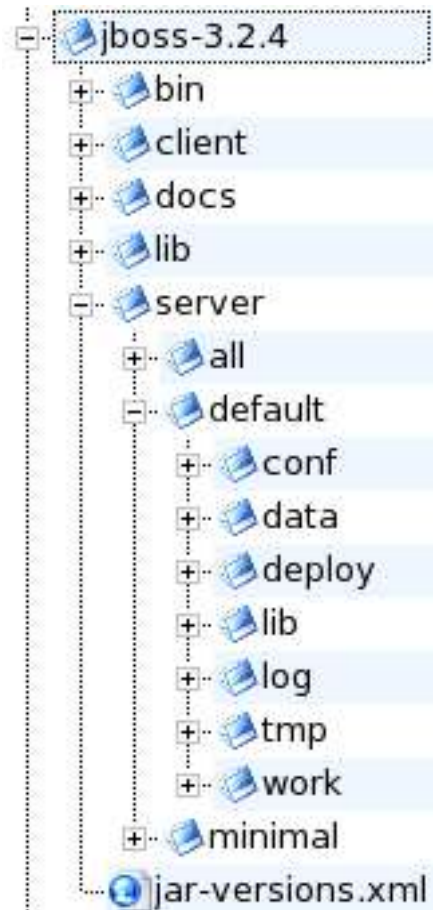 jboss-3.2.4
bin
client
docs
lib
server
all
default
conf
data
deploy
lib
log
tmp
work
minimal
jar-versions.xml